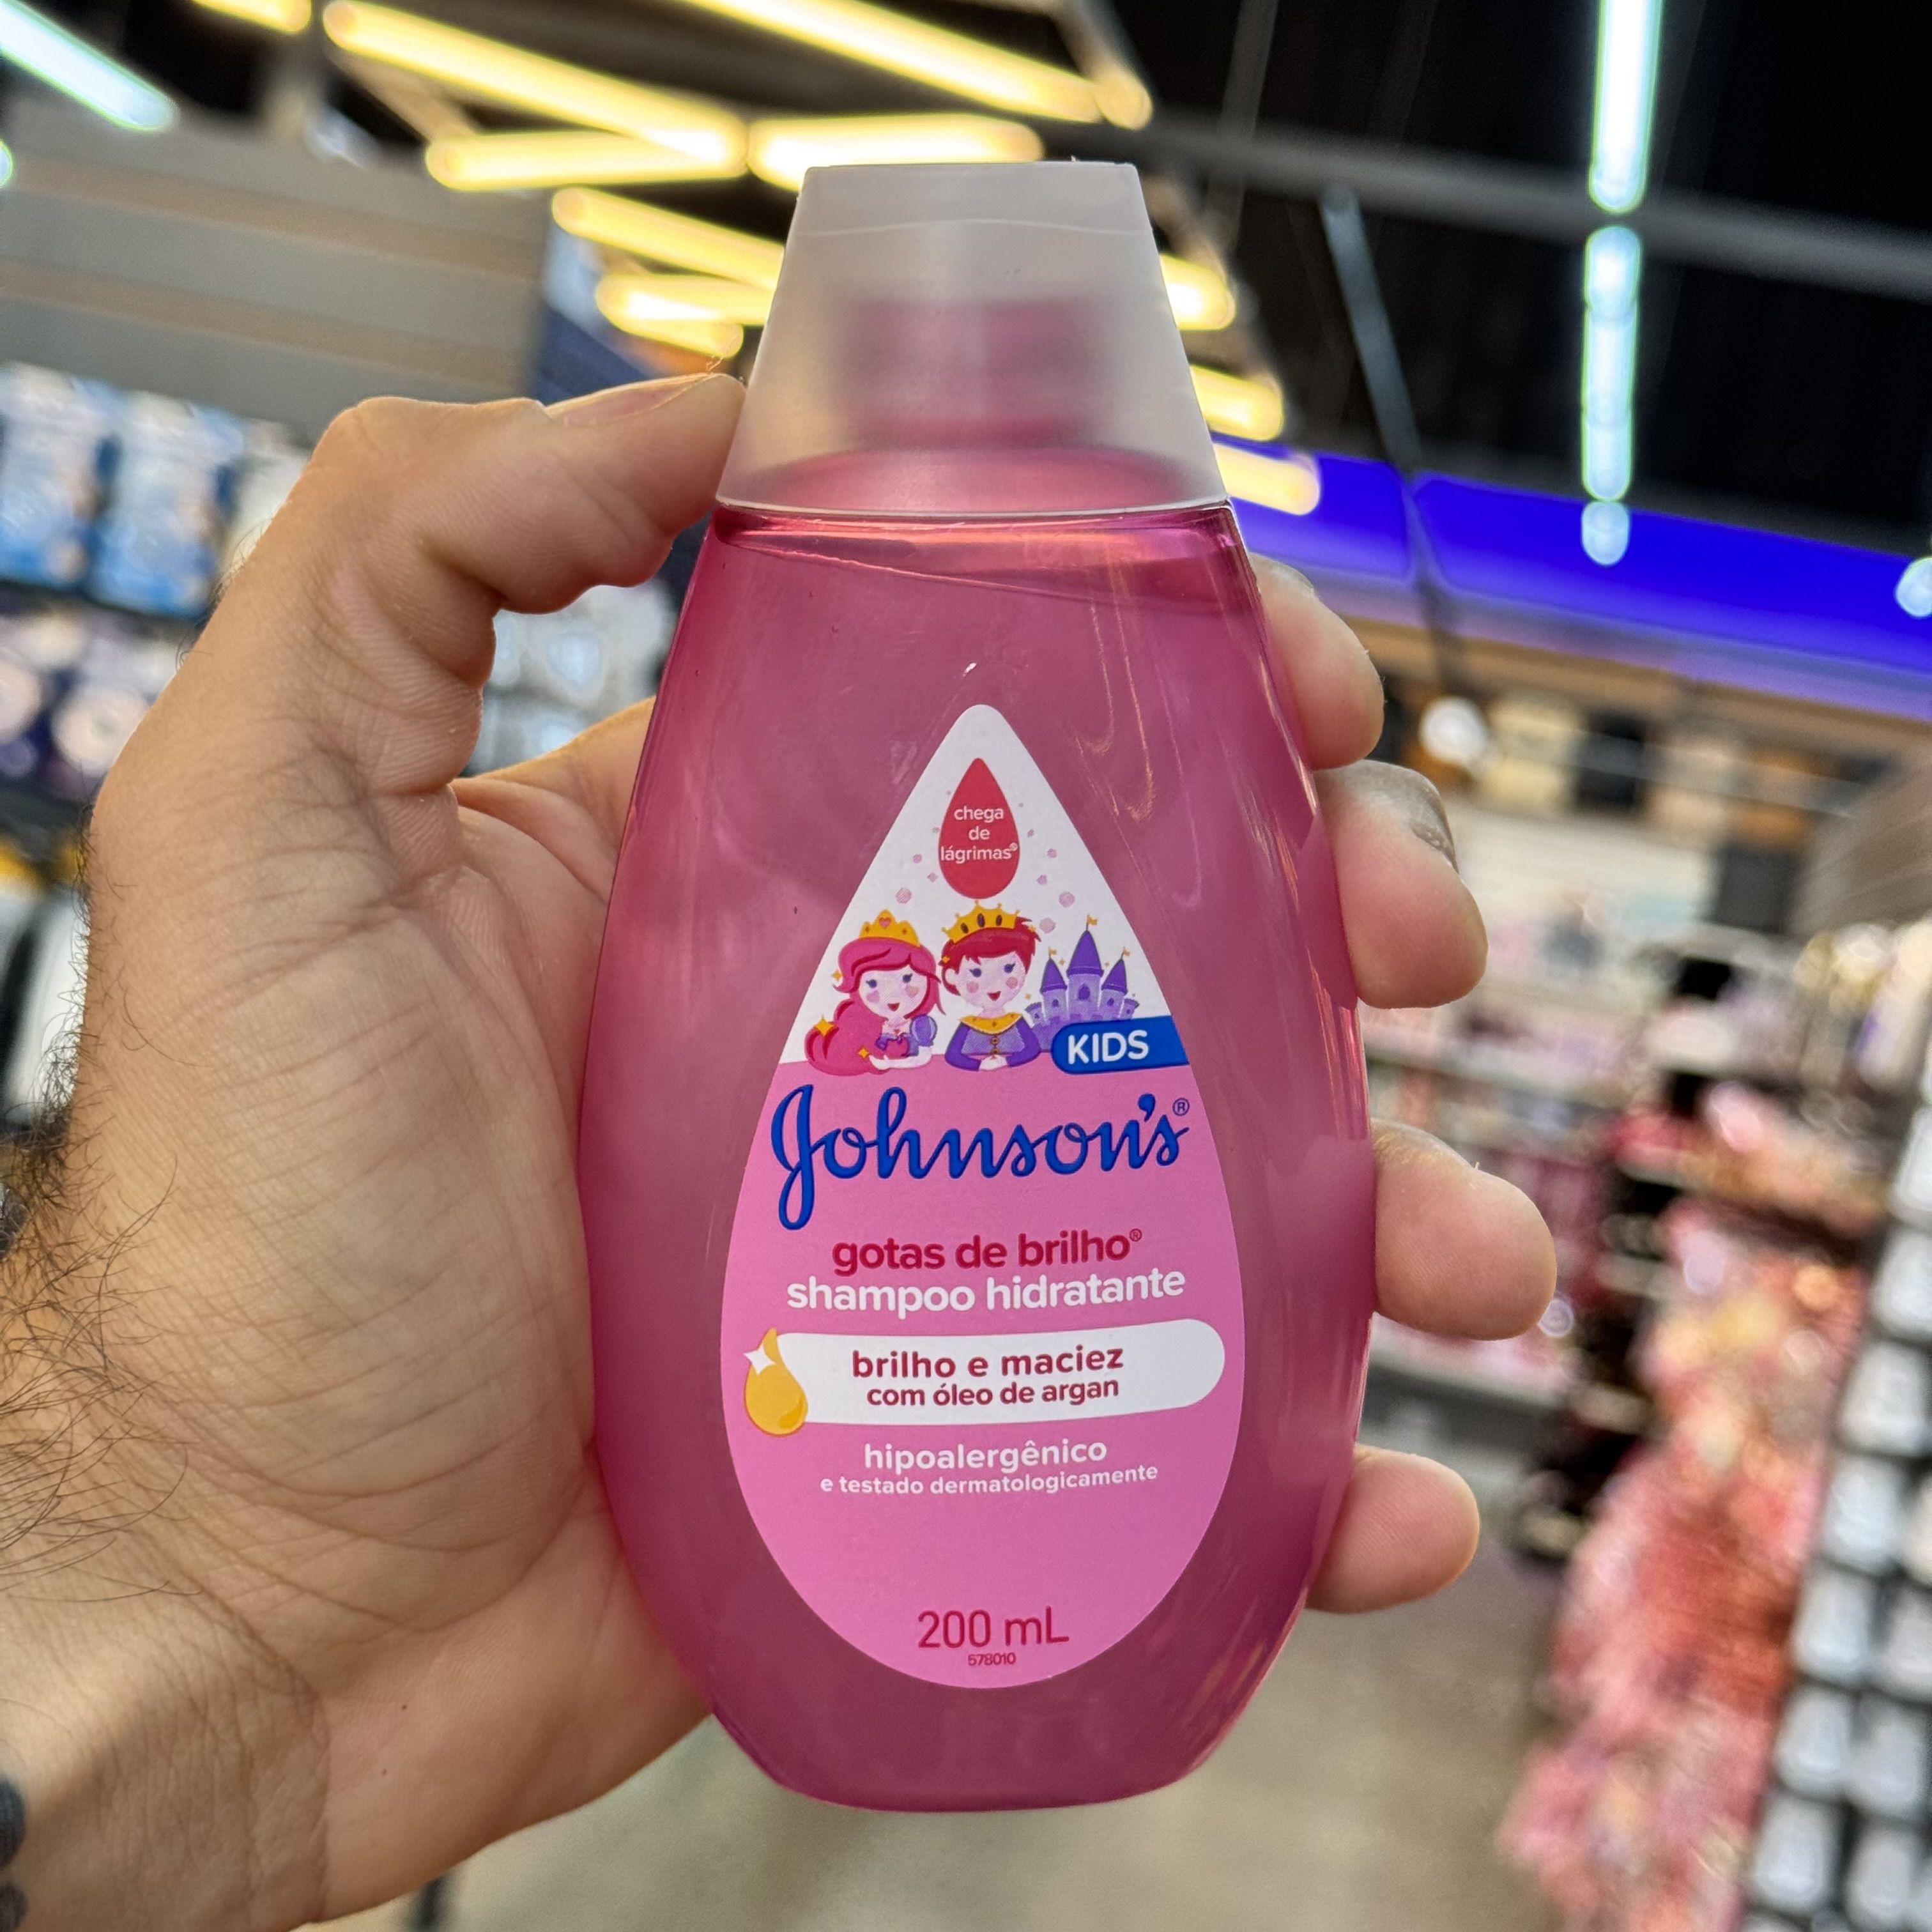 chega
de
lágrimas®
KIDS
Johnson's®
gotas de brilho®
shampoo hidratante
brilho e maciez
com óleo de argan
hipoalergênico
e testado dermatologicamente
200 mL
578010